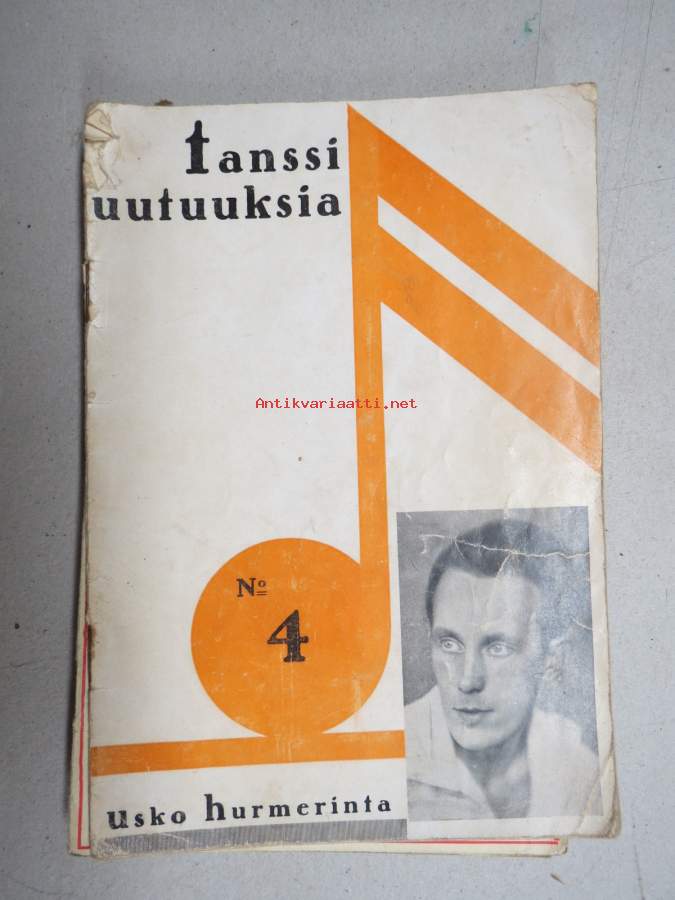 tanssi
uutuuksia
Antikvariaatti.net
Nº
4
usko hurmerinta